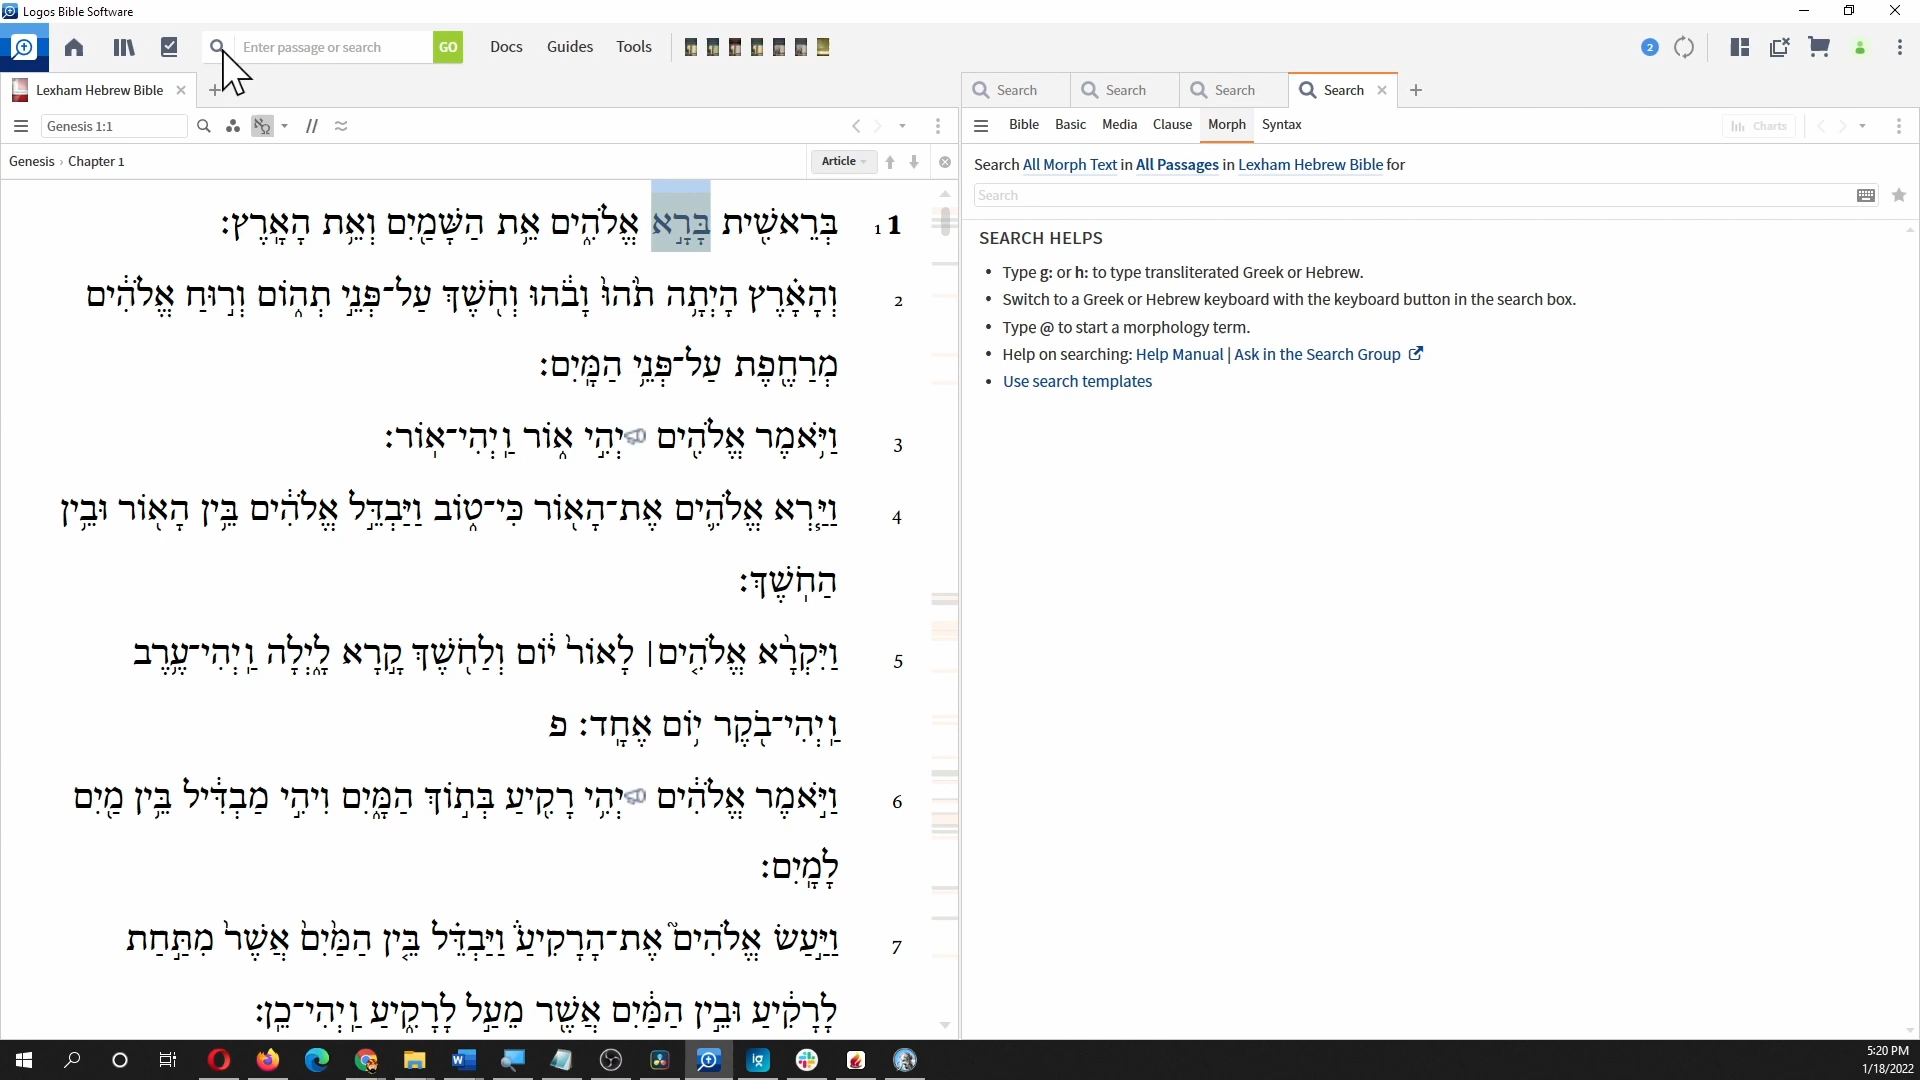 Logos Bible Software
Enter passage or search
GO
Docs
Guides
Tools
2
Lexham Hebrew Bible
Search
Search
Search
Search
Genesis 1:1
Bible
Basic
Media
Clause
Morph
Syntax
Charts
Genesis › Chapter 1
Article
Search All Morph Text in All Passages in Lexham Hebrew Bible for
Search
1 1 בְּרֵאשִׁ֖ית בָּרָ֣א אֱלֹהִ֑ים אֵ֥ת הַשָּׁמַ֖יִם וְאֵ֥ת הָאָֽרֶץ׃
2 וְהָאָ֗רֶץ הָיְתָ֥ה תֹ֙הוּ֙ וָבֹ֔הוּ וְחֹ֖שֶׁךְ עַל־פְּנֵ֣י תְה֑וֹם וְר֣וּחַ אֱלֹהִ֔ים
מְרַחֶ֖פֶת עַל־פְּנֵ֥י הַמָּֽיִם׃
3 וַיֹּ֥אמֶר אֱלֹהִ֖ים יְהִ֣י א֑וֹר וַֽיְהִי־אֽוֹר׃
4 וַיַּ֧רְא אֱלֹהִ֛ים אֶת־הָא֖וֹר כִּי־ט֑וֹב וַיַּבְדֵּ֣ל אֱלֹהִ֔ים בֵּ֥ין הָא֖וֹר וּבֵ֥ין
הַחֹֽשֶׁךְ׃
5 וַיִּקְרָ֨א אֱלֹהִ֤ים׀ לָאוֹר֙ י֔וֹם וְלַחֹ֖שֶׁךְ קָ֣רָא לָ֑יְלָה וַֽיְהִי־עֶ֥רֶב
וַֽיְהִי־בֹ֖קֶר י֥וֹם אֶחָֽד׃ פ
6 וַיֹּ֣אמֶר אֱלֹהִ֔ים יְהִ֥י רָקִ֖יעַ בְּת֣וֹךְ הַמָּ֑יִם וִיהִ֣י מַבְדִּ֔יל בֵּ֥ין מַ֖יִם
לָמָֽיִם׃
7 וַיַּ֣עַשׂ אֱלֹהִים֮ אֶת־הָרָקִיעַ֒ וַיַּבְדֵּ֗ל בֵּ֤ין הַמַּ֙יִם֙ אֲשֶׁר֙ מִתַּ֣חַת
לָרָקִ֔יעַ וּבֵ֣ין הַמַּ֔יִם אֲשֶׁ֖ר מֵעַ֣ל לָרָקִ֑יעַ וַֽיְהִי־כֵֽן׃
SEARCH HELPS
• Type g: or h: to type transliterated Greek or Hebrew.
• Switch to a Greek or Hebrew keyboard with the keyboard button in the search box.
• Type @ to start a morphology term.
• Help on searching: Help Manual | Ask in the Search Group
• Use search templates
5:20 PM
1/18/2022